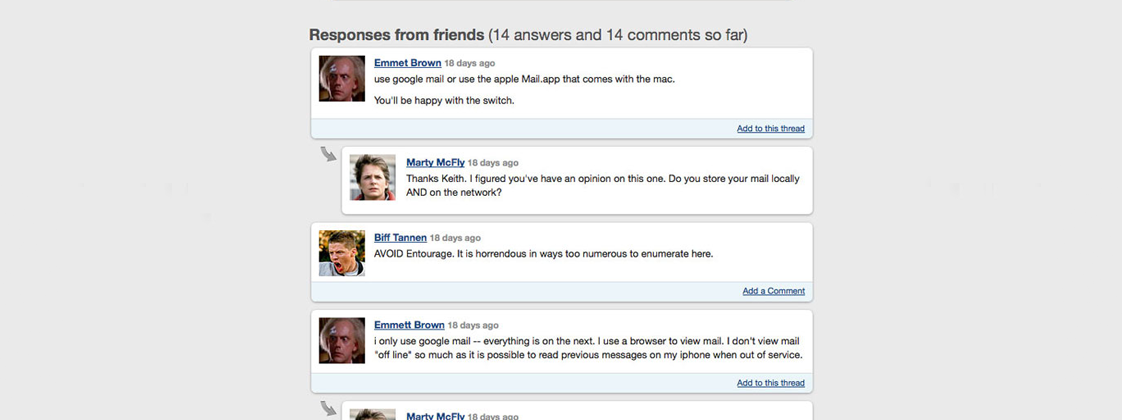 Responses from friends (14 answers and 14 comments so far)
Emmet Brown 18 days ago
use google mail or use the apple Mail.app that comes with the mac.
You'll be happy with the switch.
Add to this thread
Marty McFly 18 days ago
Thanks Keith. I figured you've have an opinion on this one. Do you store your mail locally
AND on the network?
Biff Tannen 18 days ago
AVOID Entourage. It is horrendous in ways too numerous to enumerate here.
Add a Comment
Emmett Brown 18 days ago
i only use google mail -- everything is on the next. I use a browser to view mail. I don't view mail
"off line" so much as it is possible to read previous messages on my iphone when out of service.
Add to this thread
Marty McFly 18 days ago